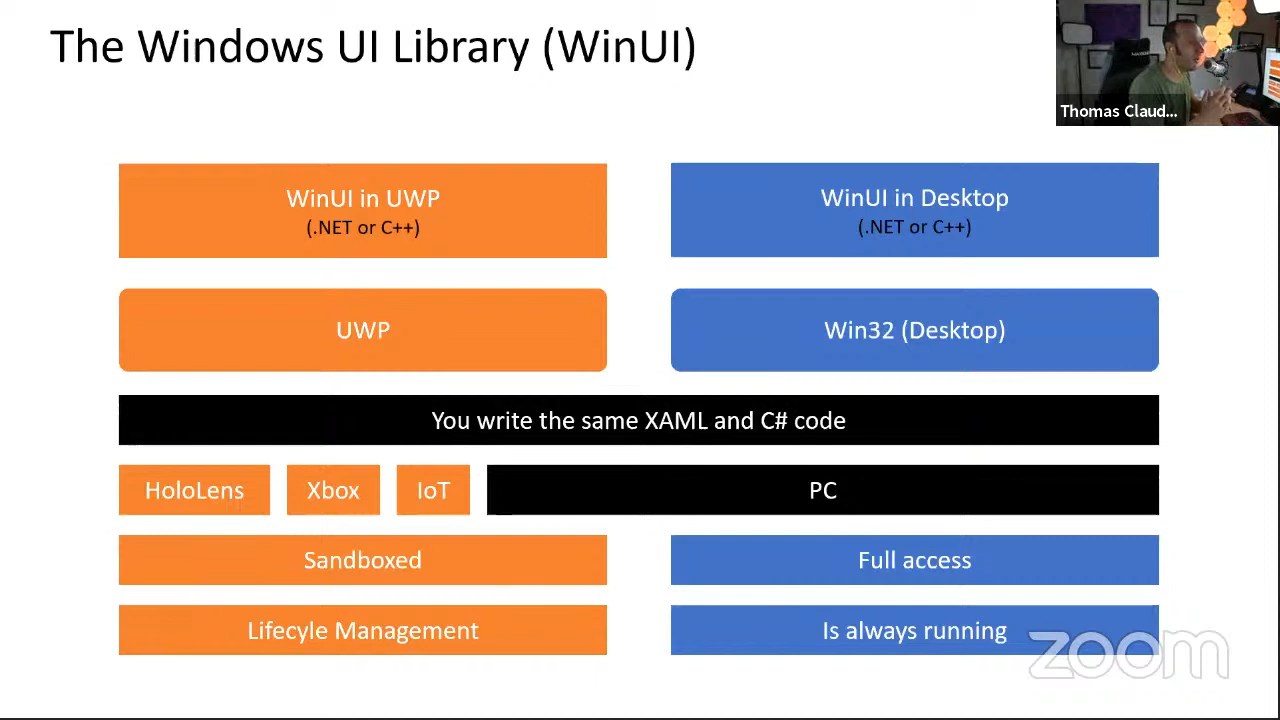 The Windows UI Library (WinUI)
Thomas Claud...
WinUI in UWP
(.NET or C++)
WinUI in Desktop
(.NET or C++)
UWP
Win32 (Desktop)
You write the same XAML and C# code
HoloLens
Xbox
IoT
PC
Sandboxed
Full access
Lifecyle Management
Is always running
zoom